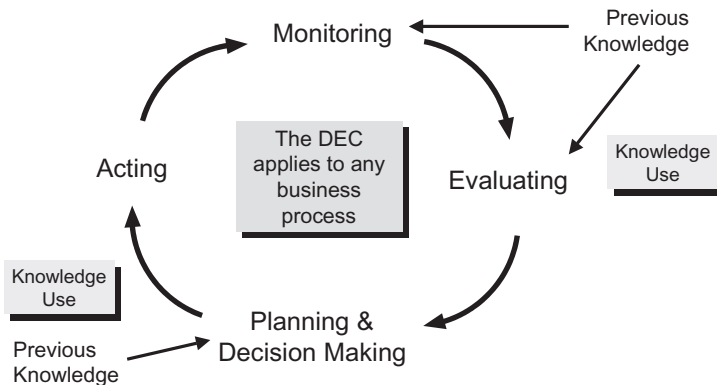 Monitoring
Previous
Knowledge
The DEC
applies to any
business
process
Acting
Evaluating
Knowledge
Use
Knowledge
Use
Planning &
Decision Making
Previous
Knowledge